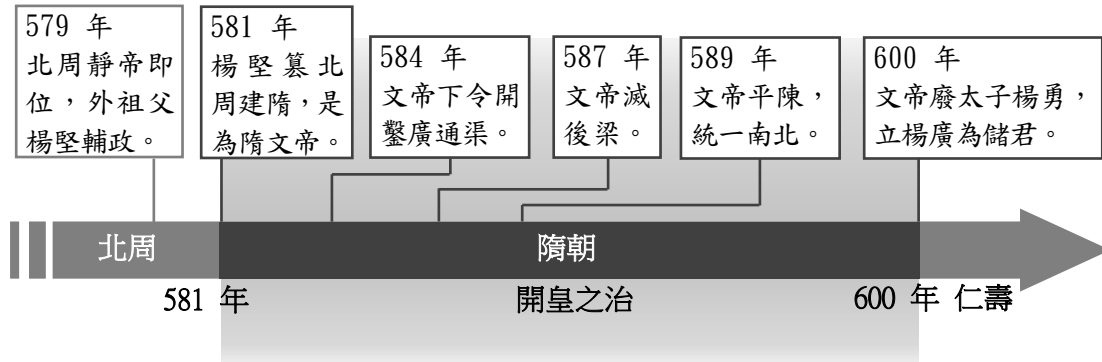 579 年
北周靜帝即
位，外祖父
楊堅輔政。
581 年
楊堅篡北
周建隋，是
為隋文帝。
584 年
文帝下令開
鑿廣通渠。
587 年
文帝滅
後梁。
589 年
文帝平陳，
統一南北。
600 年
文帝廢太子楊勇，
立楊廣為儲君。
北周
隋朝
581 年
開皇之治
600 年 仁壽